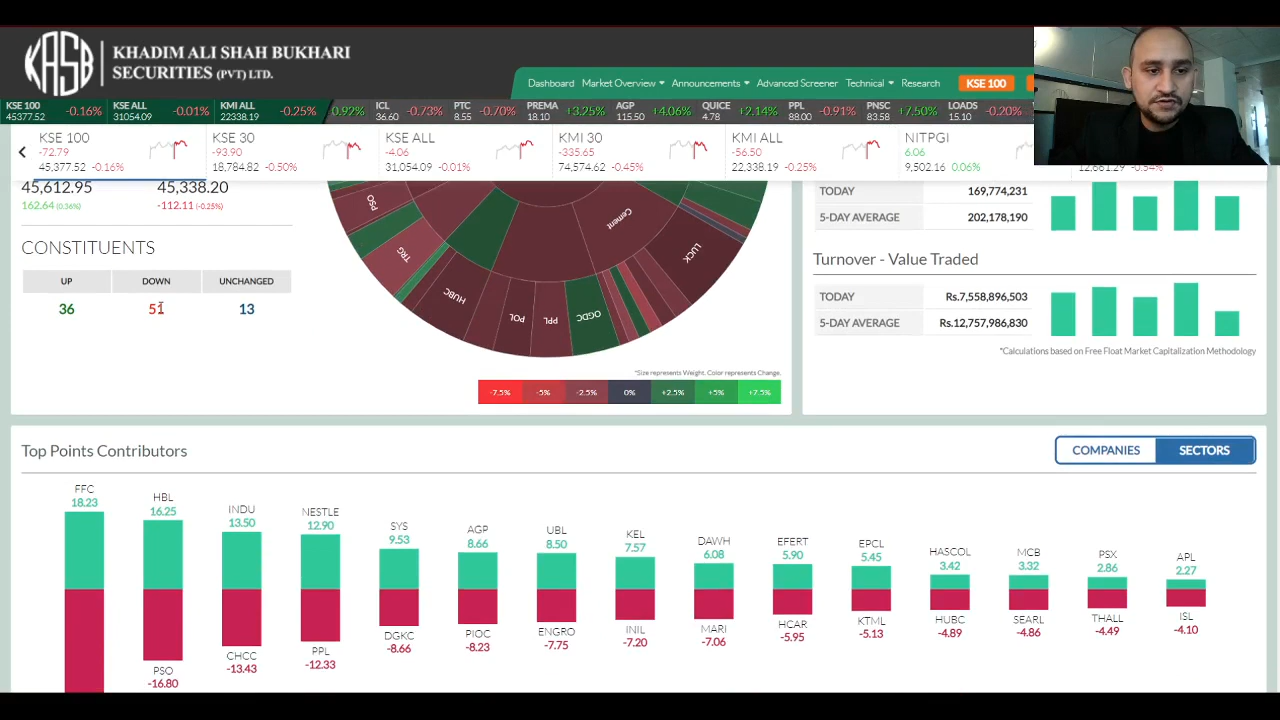 KASB
KHADIM ALI SHAH BUKHARI
SECURITIES (PVT) LTD.
Dashboard Market Overview Announcements Advanced Screener Technical Research KSE 100
KSE 100 45377.52 -0.16%
KSE ALL 31054.09 -0.01%
KMI ALL 22338.19 -0.25%
0.92%
ICL 36.60 -0.73%
PTC 8.55 -0.70%
PREMA 18.10 +3.25%
AGP 115.50 +4.06%
QUICE 4.78 +2.14%
PPL 88.00 -0.91%
PNSC 83.58 +7.50%
LOADS 15.10 -0.20%
KSE 100
-72.79
45,377.52 -0.16%
KSE 30
-93.90
18,784.82 -0.50%
KSE ALL
-4.06
31,054.09 -0.01%
KMI 30
-335.65
74,574.62 -0.45%
KMI ALL
-56.50
22,338.19 -0.25%
NITPGI
6.06
9,502.16 0.06%
12,661.29 -0.54%
45,612.95 45,338.20
162.64 (0.36%) -112.11 (-0.25%)
CONSTITUENTS
UP DOWN UNCHANGED
36 51 13
PSO
TRG
HUBC
POL
PPL
OGDC
Cement
LUCK
*Size represents Weight. Color represents Change.
-7.5% -5% -2.5% 0% +2.5% +5% +7.5%
TODAY 169,774,231
5-DAY AVERAGE 202,178,190
Turnover - Value Traded
TODAY Rs.7,558,896,503
5-DAY AVERAGE Rs.12,757,986,830
*Calculations based on Free Float Market Capitalization Methodology
Top Points Contributors
COMPANIES SECTORS
FFC
18.23
HBL
16.25
INDU
13.50
NESTLE
12.90
SYS
9.53
AGP
8.66
UBL
8.50
KEL
7.57
DAWH
6.08
EFERT
5.90
EPCL
5.45
HASCOL
3.42
MCB
3.32
PSX
2.86
APL
2.27
PSO
-16.80
CHCC
-13.43
PPL
-12.33
DGKC
-8.66
PIOC
-8.23
ENGRO
-7.75
INIL
-7.20
MARI
-7.06
HCAR
-5.95
KTML
-5.13
HUBC
-4.89
SEARL
-4.86
THALL
-4.49
ISL
-4.10